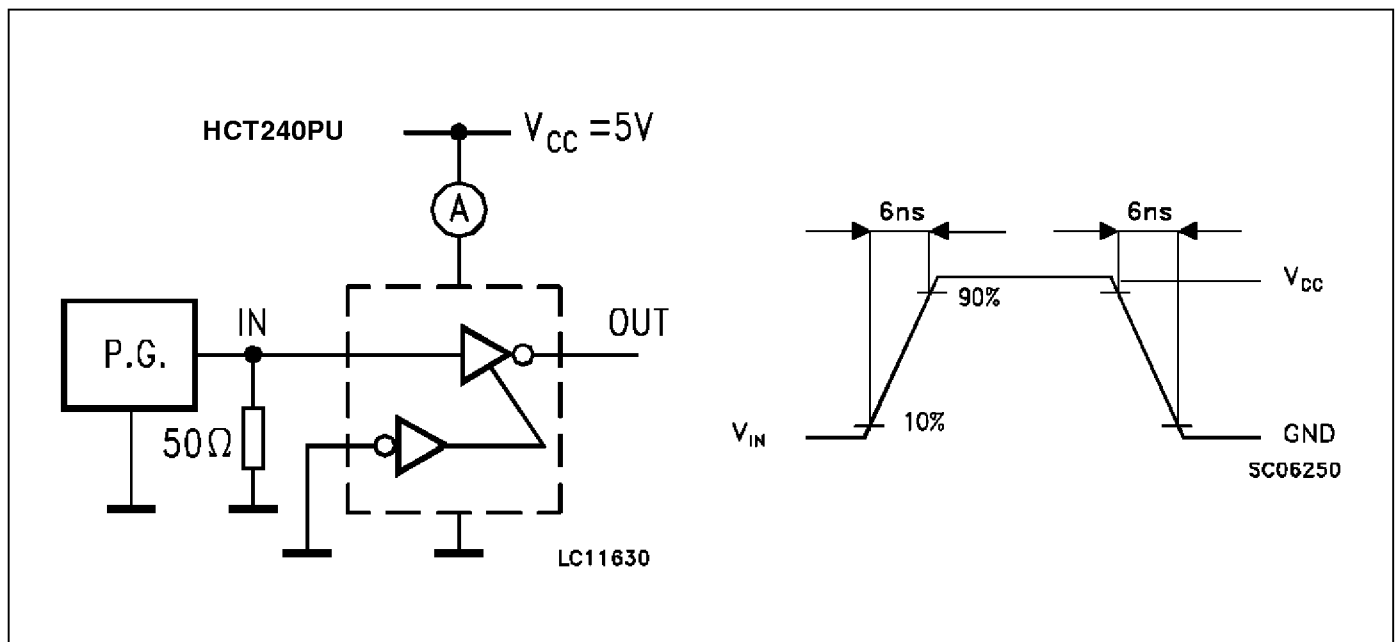 HCT240PU
V_CC =5V
A
P.G.
IN
OUT
50Ω
LC11630
6ns
6ns
V_CC
90%
10%
V_IN
GND
SC06250